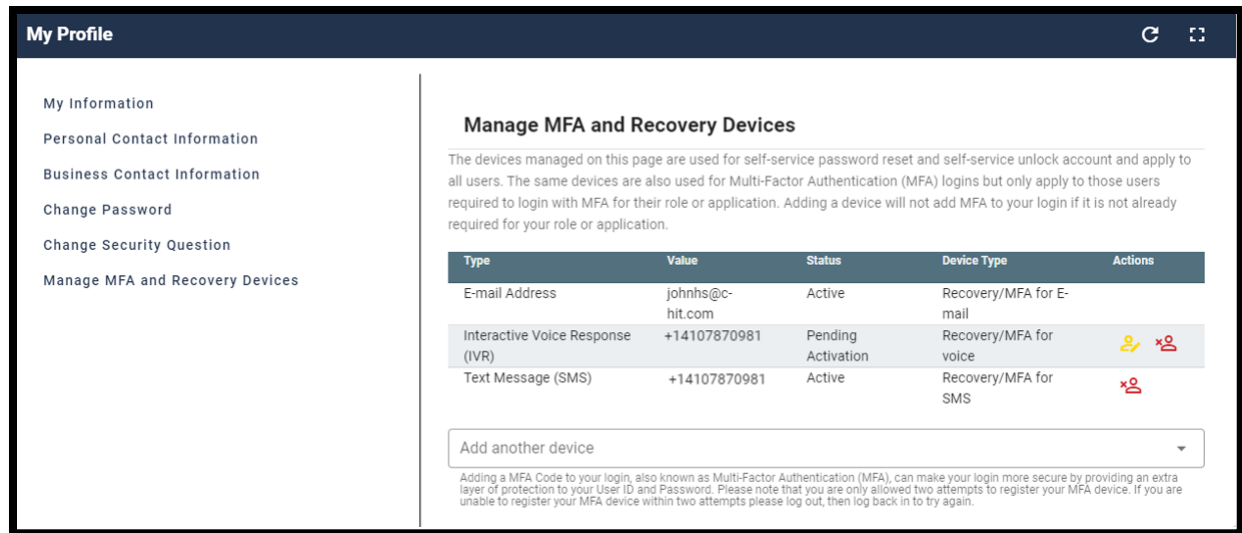 My Profile
My Information
Personal Contact Information
Business Contact Information
Change Password
Change Security Question
Manage MFA and Recovery Devices
Manage MFA and Recovery Devices
The devices managed on this page are used for self-service password reset and self-service unlock account and apply to
all users. The same devices are also used for Multi-Factor Authentication (MFA) logins but only apply to those users
required to login with MFA for their role or application. Adding a device will not add MFA to your login if it is not already
required for your role or application.
Type Value Status Device Type Actions
E-mail Address johnhs@c- Active Recovery/MFA for E-
hit.com mail
Interactive Voice Response +14107870981 Pending Recovery/MFA for
(IVR) Activation voice
Text Message (SMS) +14107870981 Active Recovery/MFA for
SMS
Add another device
Adding a MFA Code to your login, also known as Multi-Factor Authentication (MFA), can make your login more secure by providing an extra
layer of protection to your User ID and Password. Please note that you are only allowed two attempts to register your MFA device. If you are
unable to register your MFA device within two attempts please log out, then log back in to try again.